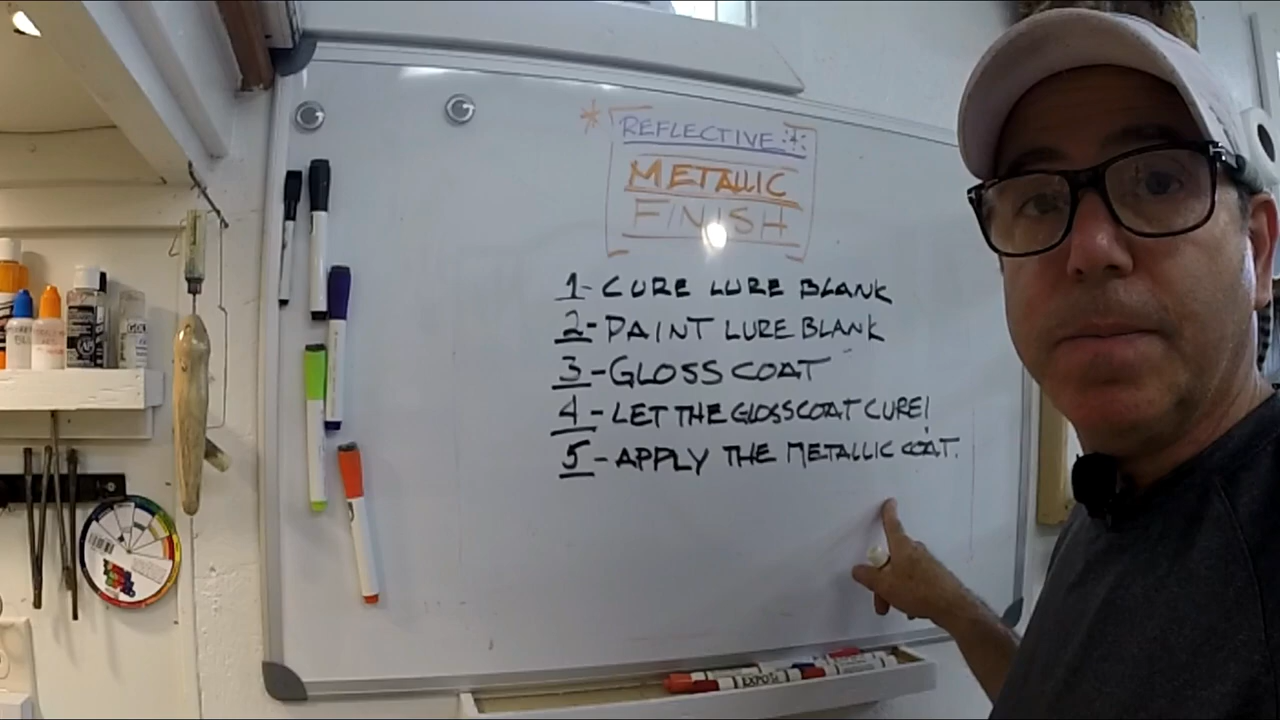 * REFLECTIVE
METALLIC
FINISH
1- CURE LURE BLANK
2- PAINT LURE BLANK
3- GLOSS COAT
4- LET THE GLOSSCOAT CURE!
5- APPLY THE METALLIC COAT.
EXPO